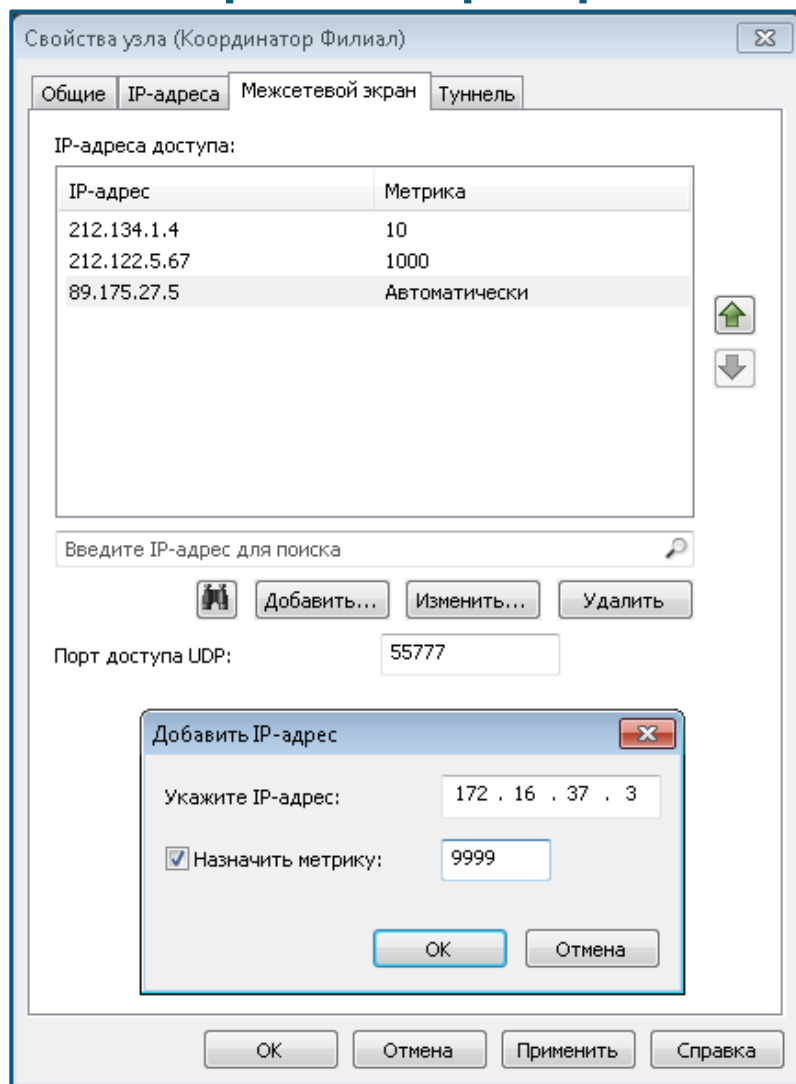 Свойства узла (Координатор Филиал)
Общие IP-адреса Межсетевой экран Туннель
IP-адреса доступа:
IP-адрес Метрика
212.134.1.4 10
212.122.5.67 1000
89.175.27.5 Автоматически
Введите IP-адрес для поиска
Добавить... Изменить... Удалить
Порт доступа UDP: 55777
Добавить IP-адрес
Укажите IP-адрес: 172 . 16 . 37 . 3
Назначить метрику: 9999
ОК Отмена
ОК Отмена Применить Справка